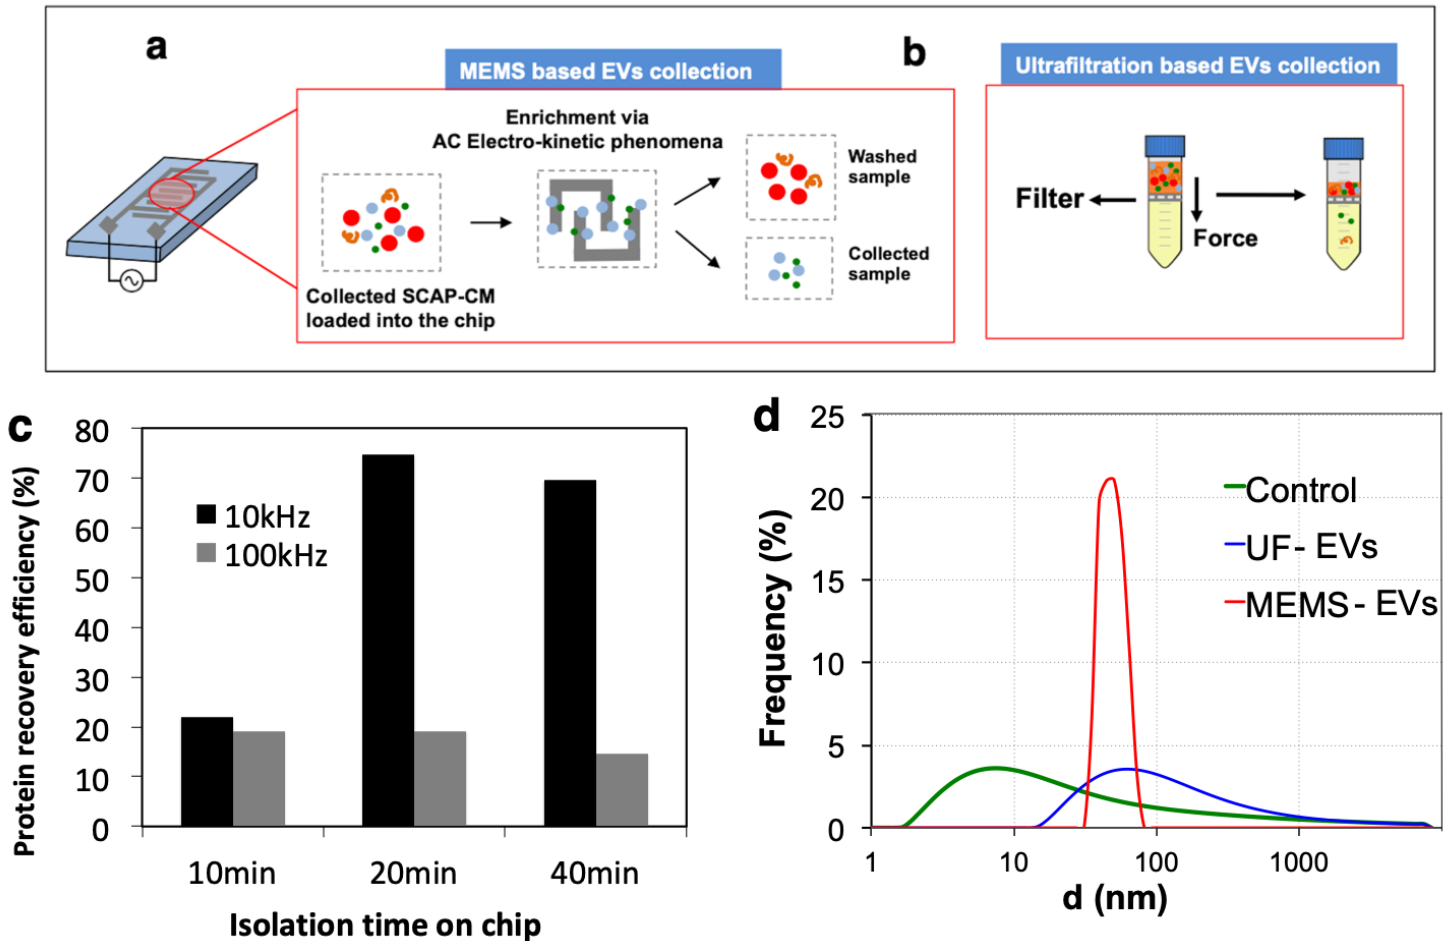 a
MEMS based EVs collection
Enrichment via
AC Electro-kinetic phenomena
Washed
sample
Collected
sample
Collected SCAP-CM
loaded into the chip
b
Ultrafiltration based EVs collection
Filter
Force
c
Protein recovery efficiency (%)
80
70
60
50
40
30
20
10
0
10kHz
100kHz
10min
20min
40min
Isolation time on chip
d
Frequency (%)
25
20
15
10
5
0
Control
UF- EVs
MEMS- EVs
1
10
100
1000
d (nm)